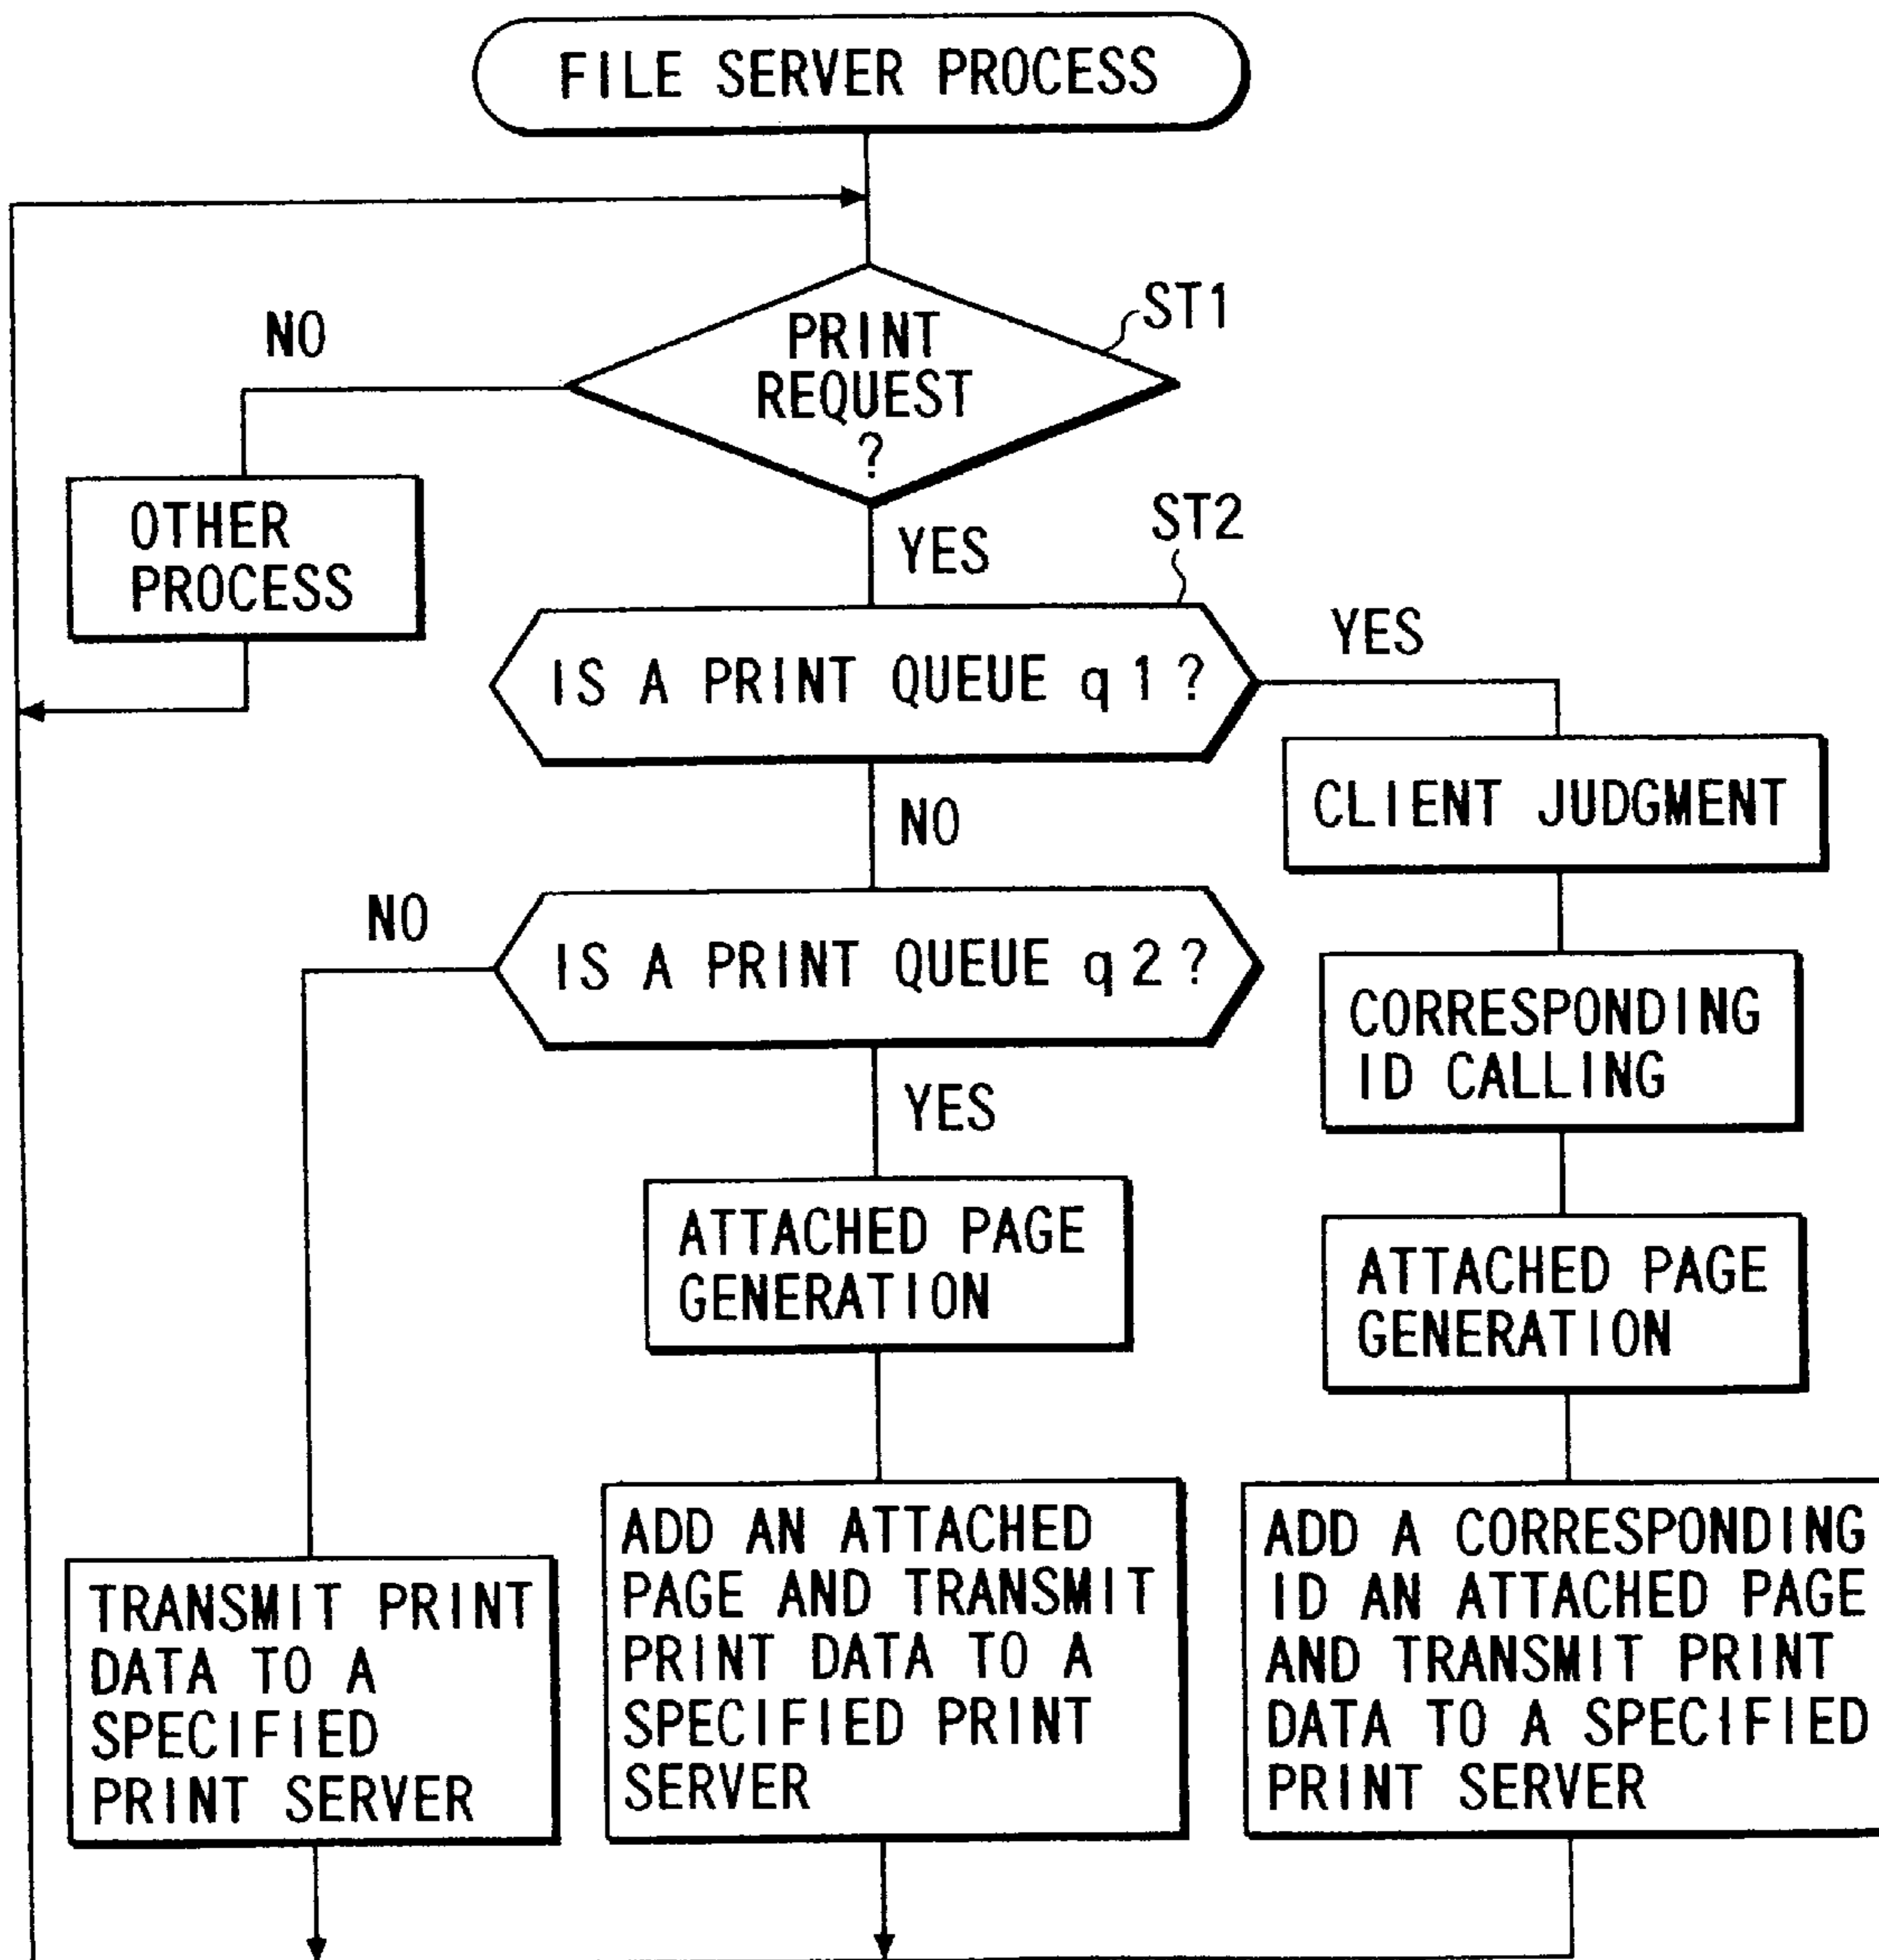 FILE SERVER PROCESS
PRINT
REQUEST
?
ST1
NO
OTHER
PROCESS
YES
ST2
IS A PRINT QUEUE q1?
YES
CLIENT JUDGMENT
NO
NO
IS A PRINT QUEUE q2?
CORRESPONDING
ID CALLING
YES
ATTACHED PAGE
GENERATION
ATTACHED PAGE
GENERATION
TRANSMIT PRINT
DATA TO A
SPECIFIED
PRINT SERVER
ADD AN ATTACHED
PAGE AND TRANSMIT
PRINT DATA TO A
SPECIFIED PRINT
SERVER
ADD A CORRESPONDING
ID AN ATTACHED PAGE
AND TRANSMIT PRINT
DATA TO A SPECIFIED
PRINT SERVER